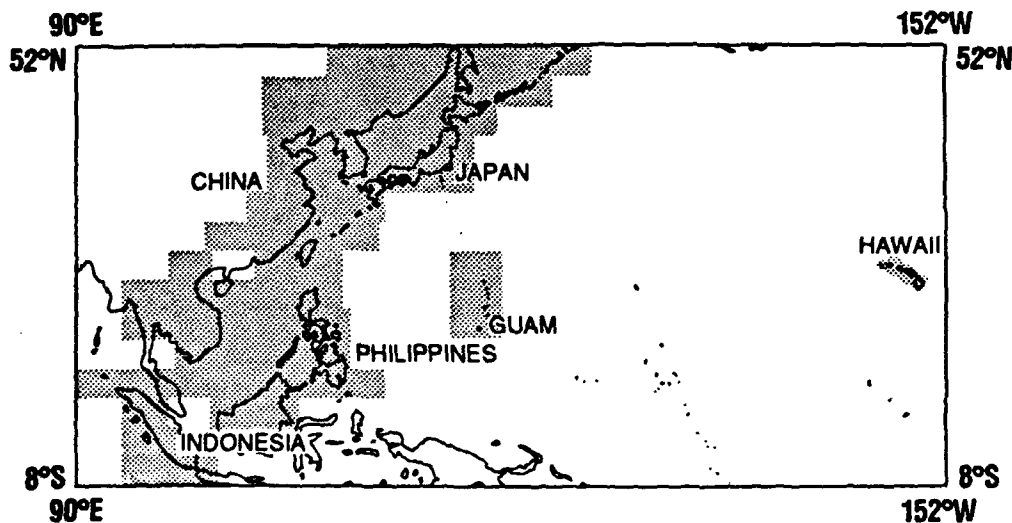 90°E 152°W
52°N 52°N
CHINA JAPAN
HAWAII
GUAM
PHILIPPINES
INDONESIA
8°S 8°S
90°E 152°W